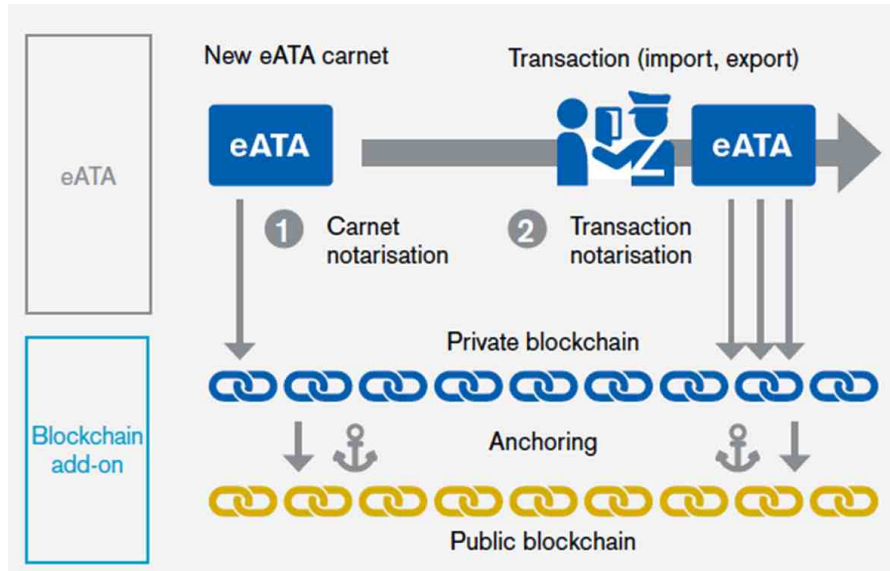 New eATA carnet
Transaction (import, export)
eATA
eATA
eATA
1
Carnet
notarisation
2
Transaction
notarisation
Private blockchain
Blockchain
add-on
Anchoring
Public blockchain